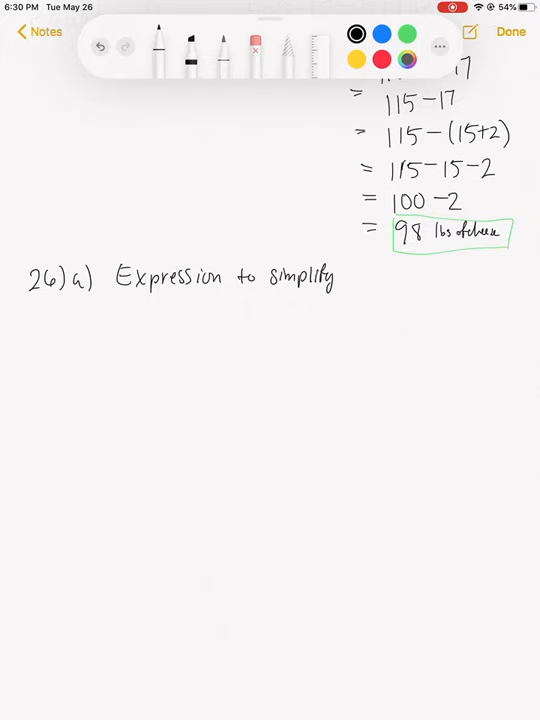 6:30 PM Tue May 26
54%
Notes
Done
17
= 115-17
= 115-(15+2)
= 115-15-2
= 100-2
= 98 lbs of cheese
26)a) Expression to simplify